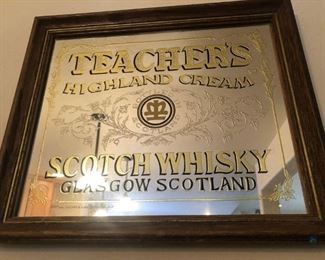 TEACHER'S
HIGHLAND CREAM
SCOTCH WHISKY
GLASGOW SCOTLAND